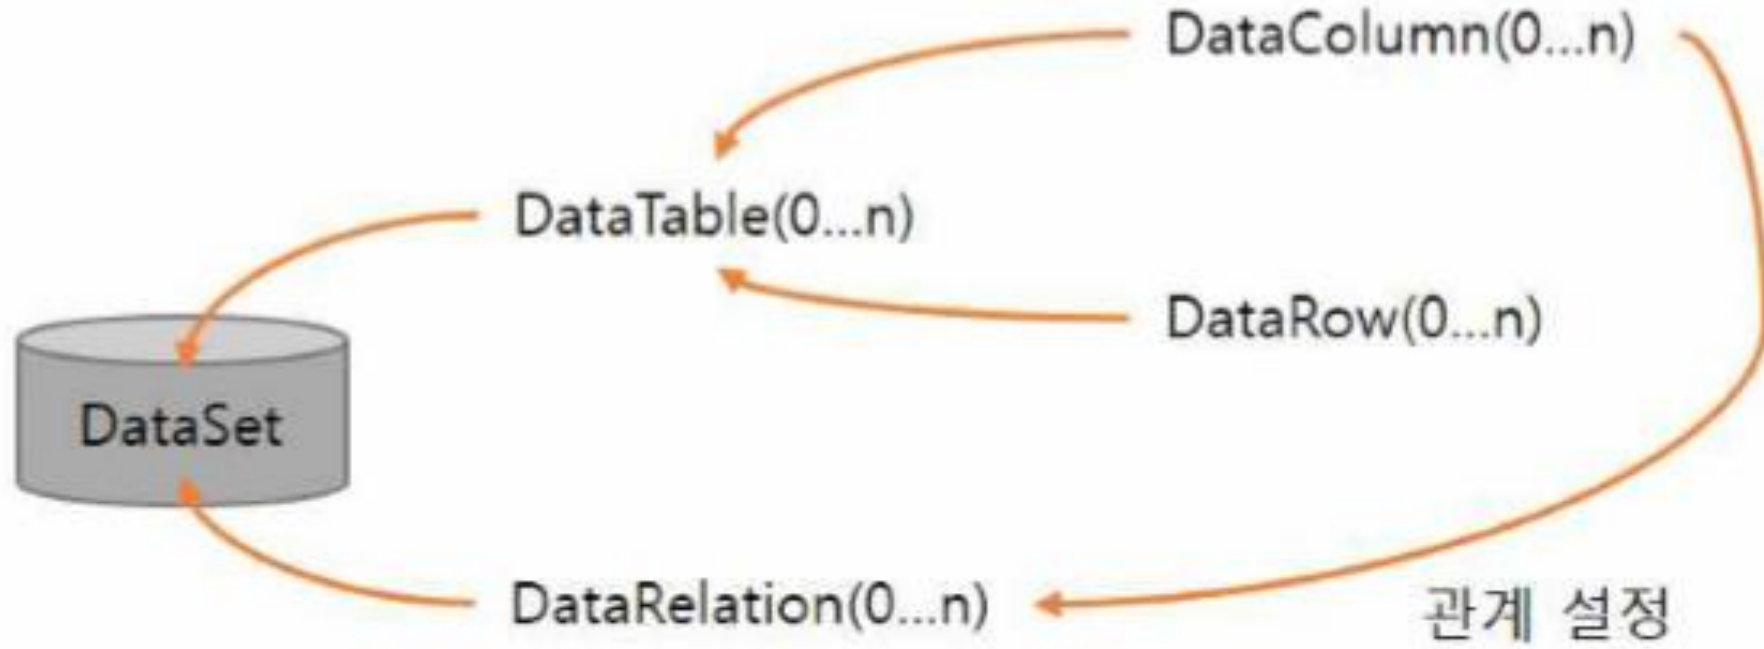 DataColumn(0...n)
DataTable(0...n)
DataRow(0...n)
DataSet
DataRelation(0...n)
관계 설정